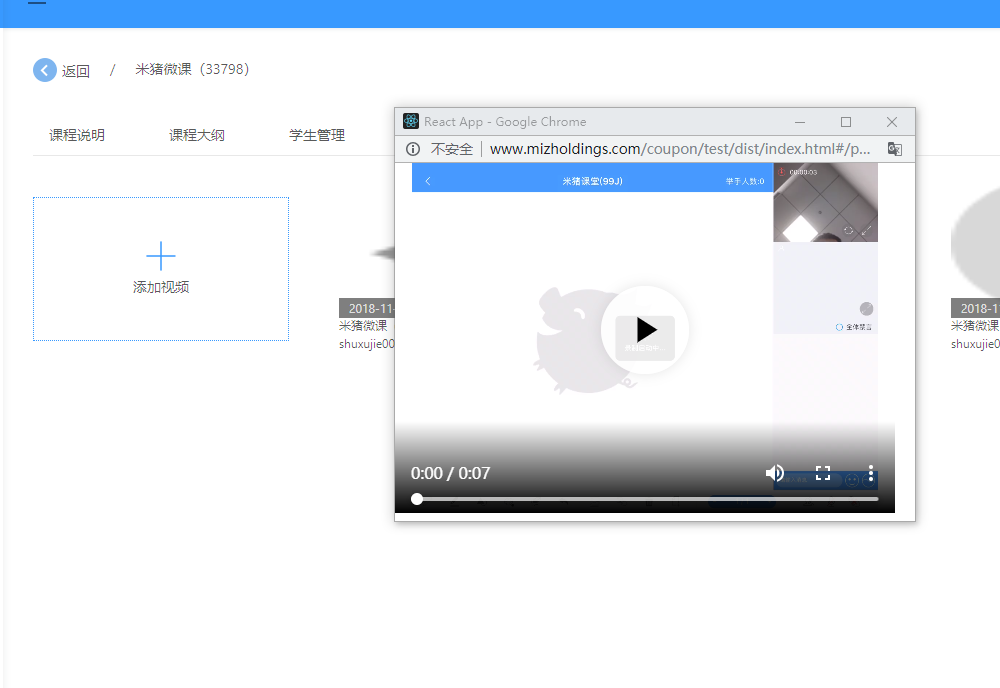 返回 / 米猪微课（33798）
课程说明 课程大纲 学生管理
添加视频
2018-11
米猪微课
shuxujie00
React App - Google Chrome
不安全 www.mizholdings.com/coupon/test/dist/index.html#/p...
米猪课堂(99J) 举手人数:0
00:00:03
全体禁言
0:00 / 0:07
2018-1
米猪微课
shuxujie0